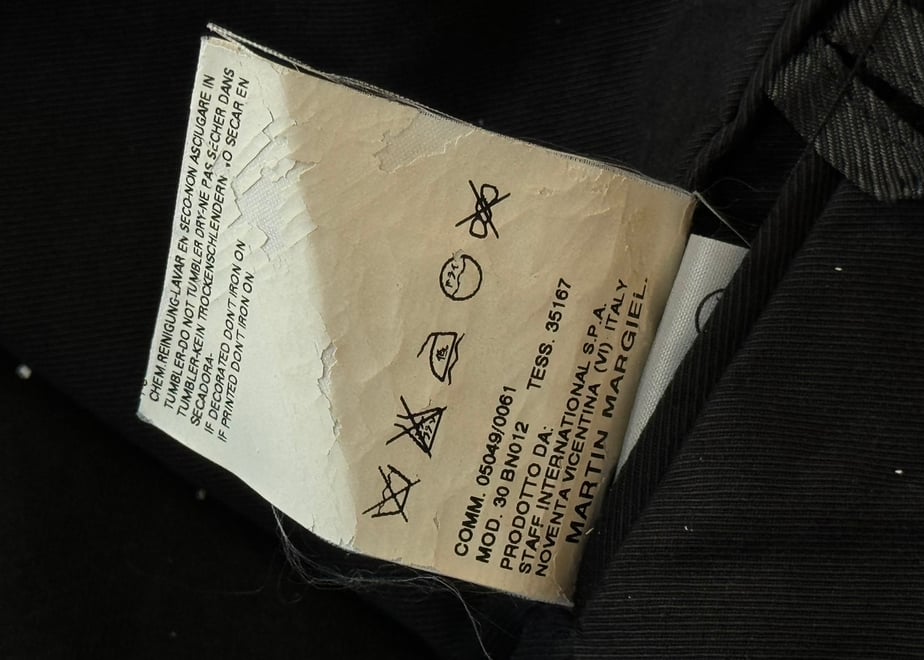 CHEM.REINIGUNG-LAVAR EN SECO-NON ASCIUGARE IN
TUMBLER-DO NOT TUMBLER DRY-NE PAS SECHER DANS
TUMBLER-KEIN TROCKENSCHLENDERN SECAR EN
SECADORA-
IF DECORATED DON'T IRON ON
IF PRINTED DON'T IRON ON
低
COMM. 05049/0061 TESS. 35167
MOD. 30 BN012
PRODOTTO DA:
STAFF INTERNATIONAL S.P.A.
NOVENTA VICENTINA (VI) ITALY
MARTIN MARGIEL